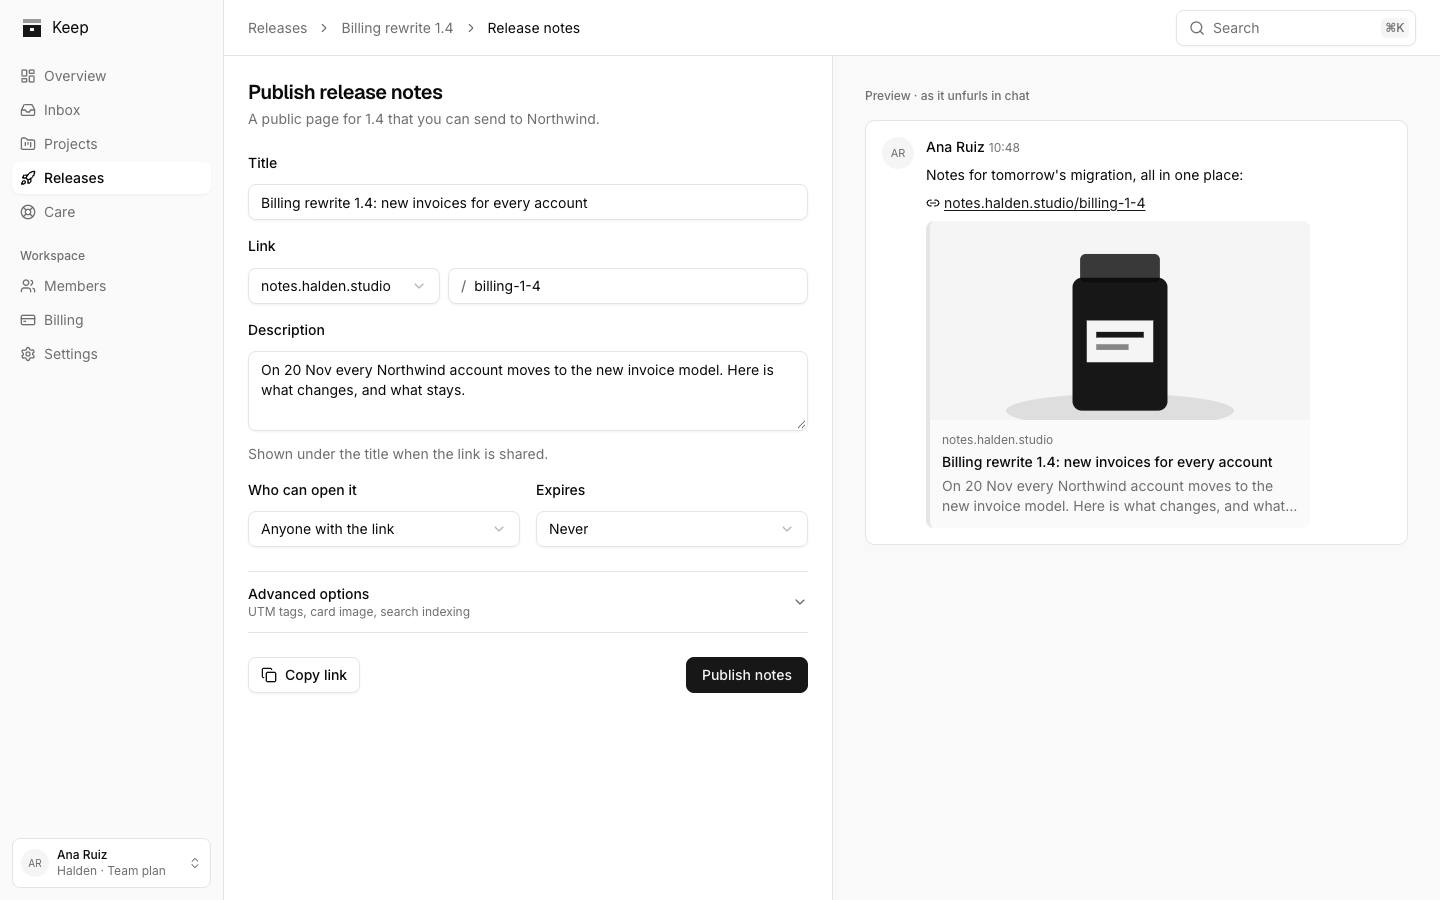 Keep
Overview
Inbox
Projects
Releases
Care
Workspace
Members
Billing
Settings
AR
Ana Ruiz
Halden · Team plan
Releases > Billing rewrite 1.4 > Release notes
Search
⌘K
Publish release notes
A public page for 1.4 that you can send to Northwind.
Title
Billing rewrite 1.4: new invoices for every account
Link
notes.halden.studio
/ billing-1-4
Description
On 20 Nov every Northwind account moves to the new invoice model. Here is
what changes, and what stays.
Shown under the title when the link is shared.
Who can open it
Expires
Anyone with the link
Never
Advanced options
UTM tags, card image, search indexing
Copy link
Publish notes
Preview · as it unfurls in chat
AR
Ana Ruiz 10:48
Notes for tomorrow's migration, all in one place:
notes.halden.studio/billing-1-4
notes.halden.studio
Billing rewrite 1.4: new invoices for every account
On 20 Nov every Northwind account moves to the
new invoice model. Here is what changes, and what...